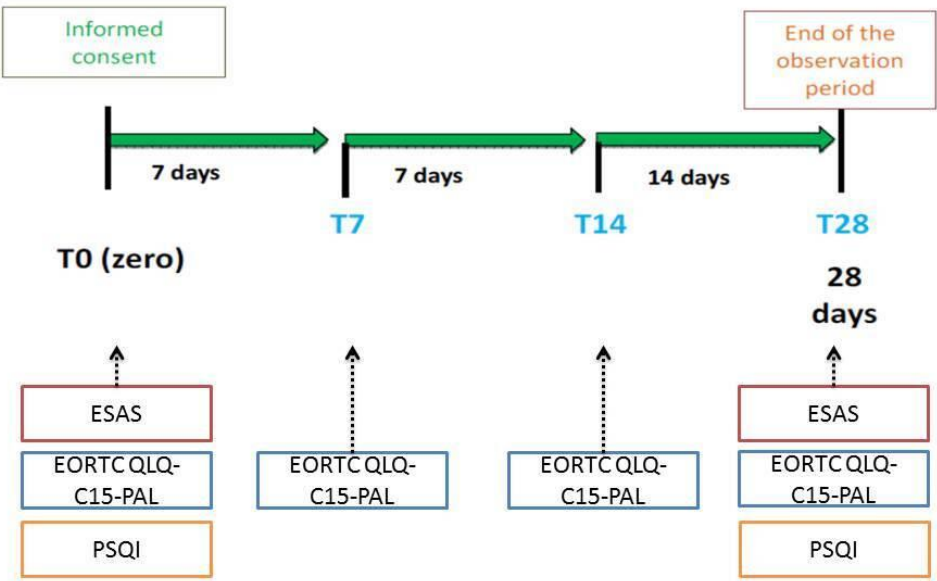 Informed
consent
End of the
observation
period
7 days
7 days
14 days
T7
T14
T28
T0 (zero)
28
days
ESAS
ESAS
EORTC QLQ-
C15-PAL
EORTC QLQ-
C15-PAL
EORTC QLQ-
C15-PAL
EORTC QLQ-
C15-PAL
PSQI
PSQI